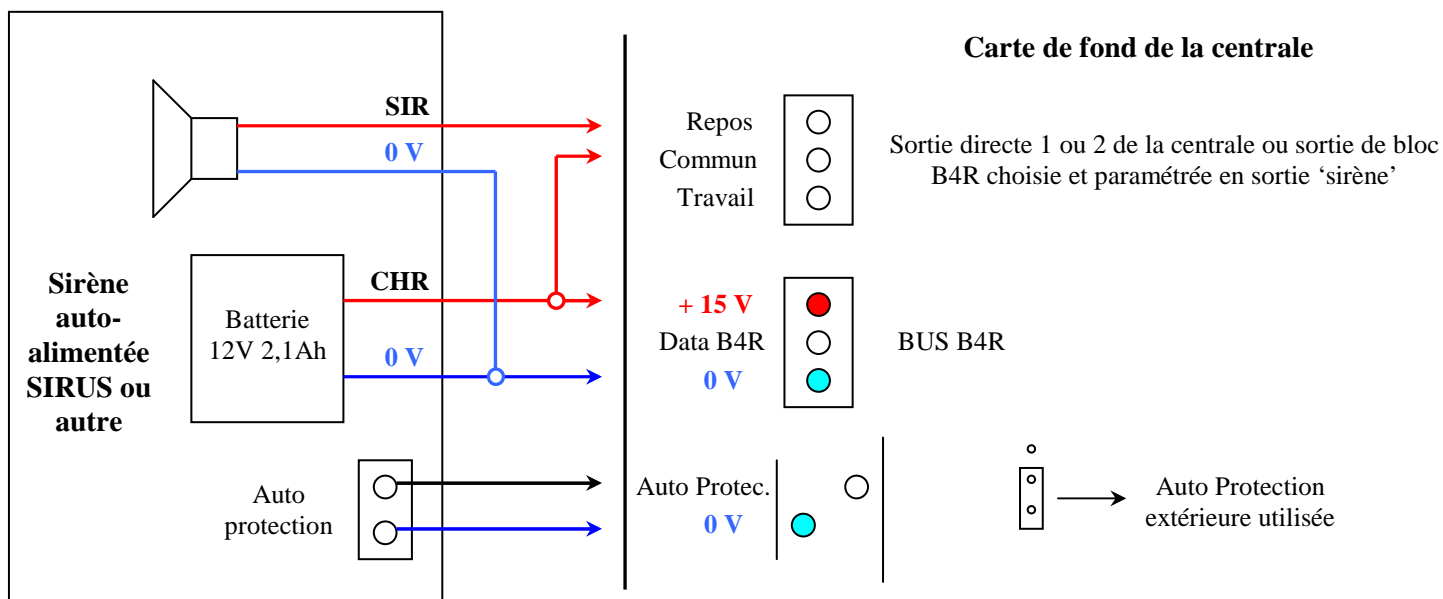 Carte de fond de la centrale
SIR
0 V
Repos
Commun
Travail
Sortie directe 1 ou 2 de la centrale ou sortie de bloc
B4R choisie et paramétrée en sortie ‘sirène’
Sirène
auto-
alimentée
SIRUS ou
autre
Batterie
12V 2,1Ah
CHR
0 V
+ 15 V
Data B4R
0 V
BUS B4R
Auto
protection
Auto Protec.
0 V
Auto Protection
extérieure utilisée